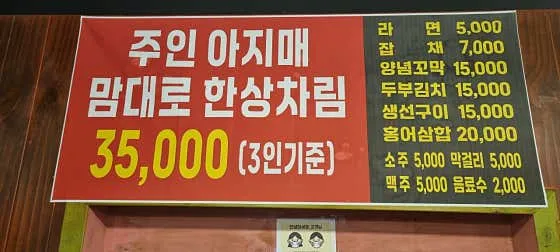 주인 아지매
맘대로 한상차림
35,000 (3인기준)
라 면 5,000
잡 채 7,000
양념꼬막 15,000
두부김치 15,000
생선구이 15,000
홍어삼합 20,000
소주 5,000 막걸리 5,000
맥주 5,000 음료수 2,000